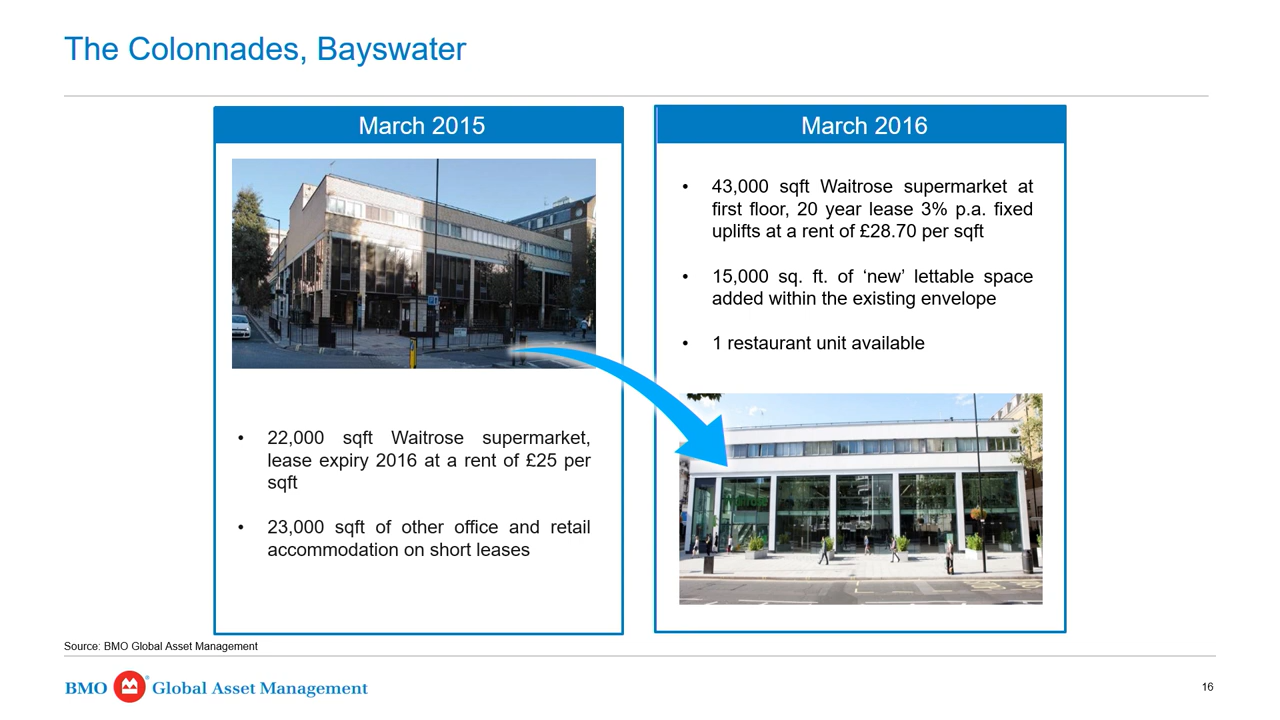 The Colonnades, Bayswater
March 2015
22,000 sqft Waitrose supermarket,
lease expiry 2016 at a rent of £25 per
sqft
23,000 sqft of other office and retail
accommodation on short leases
March 2016
43,000 sqft Waitrose supermarket at
first floor, 20 year lease 3% p.a. fixed
uplifts at a rent of £28.70 per sqft
15,000 sq. ft. of ‘new’ lettable space
added within the existing envelope
1 restaurant unit available
Waitrose
Source: BMO Global Asset Management
BMO Global Asset Management
16